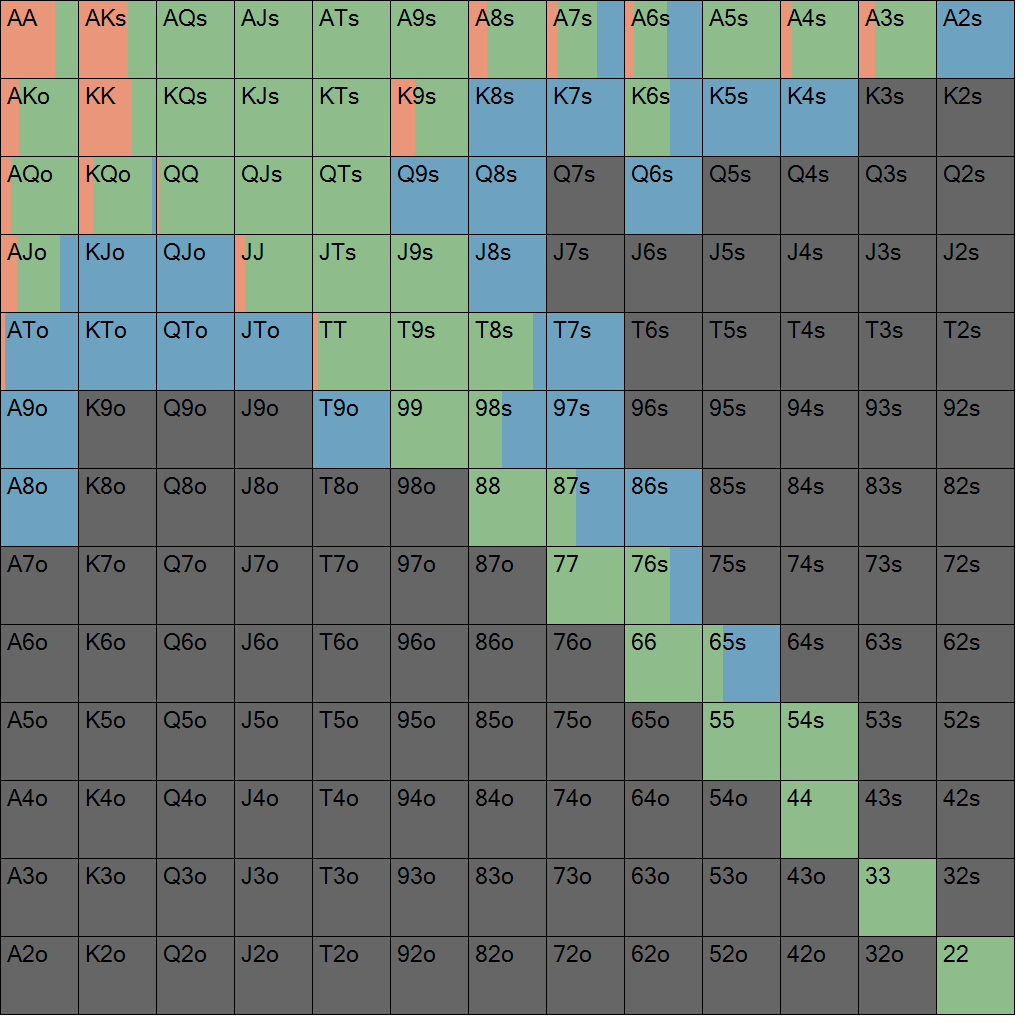 AA AKs AQs AJs ATs A9s A8s A7s A6s A5s A4s A3s A2s
AKo KK KQs KJs KTs K9s K8s K7s K6s K5s K4s K3s K2s
AQo KQo QQ QJs QTs Q9s Q8s Q7s Q6s Q5s Q4s Q3s Q2s
AJo KJo QJo JJ JTs J9s J8s J7s J6s J5s J4s J3s J2s
ATo KTo QTo JTo TT T9s T8s T7s T6s T5s T4s T3s T2s
A9o K9o Q9o J9o T9o 99 98s 97s 96s 95s 94s 93s 92s
A8o K8o Q8o J8o T8o 98o 88 87s 86s 85s 84s 83s 82s
A7o K7o Q7o J7o T7o 97o 87o 77 76s 75s 74s 73s 72s
A6o K6o Q6o J6o T6o 96o 86o 76o 66 65s 64s 63s 62s
A5o K5o Q5o J5o T5o 95o 85o 75o 65o 55 54s 53s 52s
A4o K4o Q4o J4o T4o 94o 84o 74o 64o 54o 44 43s 42s
A3o K3o Q3o J3o T3o 93o 83o 73o 63o 53o 43o 33 32s
A2o K2o Q2o J2o T2o 92o 82o 72o 62o 52o 42o 32o 22